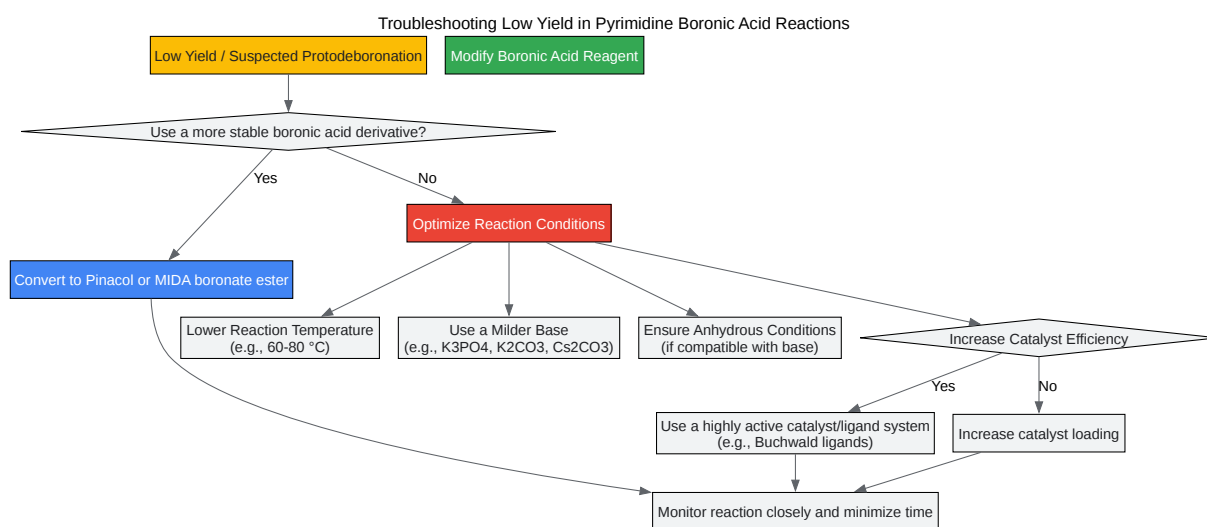 Troubleshooting Low Yield in Pyrimidine Boronic Acid Reactions
Low Yield / Suspected Protodeboronation
Modify Boronic Acid Reagent
Use a more stable boronic acid derivative?
Yes
No
Optimize Reaction Conditions
Convert to Pinacol or MIDA boronate ester
Lower Reaction Temperature
(e.g., 60-80 °C)
Use a Milder Base
(e.g., K3PO4, K2CO3, Cs2CO3)
Ensure Anhydrous Conditions
(if compatible with base)
Increase Catalyst Efficiency
Yes
No
Use a highly active catalyst/ligand system
(e.g., Buchwald ligands)
Increase catalyst loading
Monitor reaction closely and minimize time